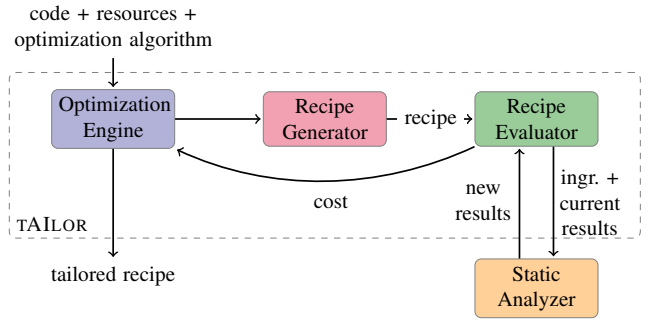 code + resources +
optimization algorithm
Optimization
Engine
Recipe
Generator
recipe
Recipe
Evaluator
cost
new
results
ingr. +
current
results
TAILOR
tailored recipe
Static
Analyzer